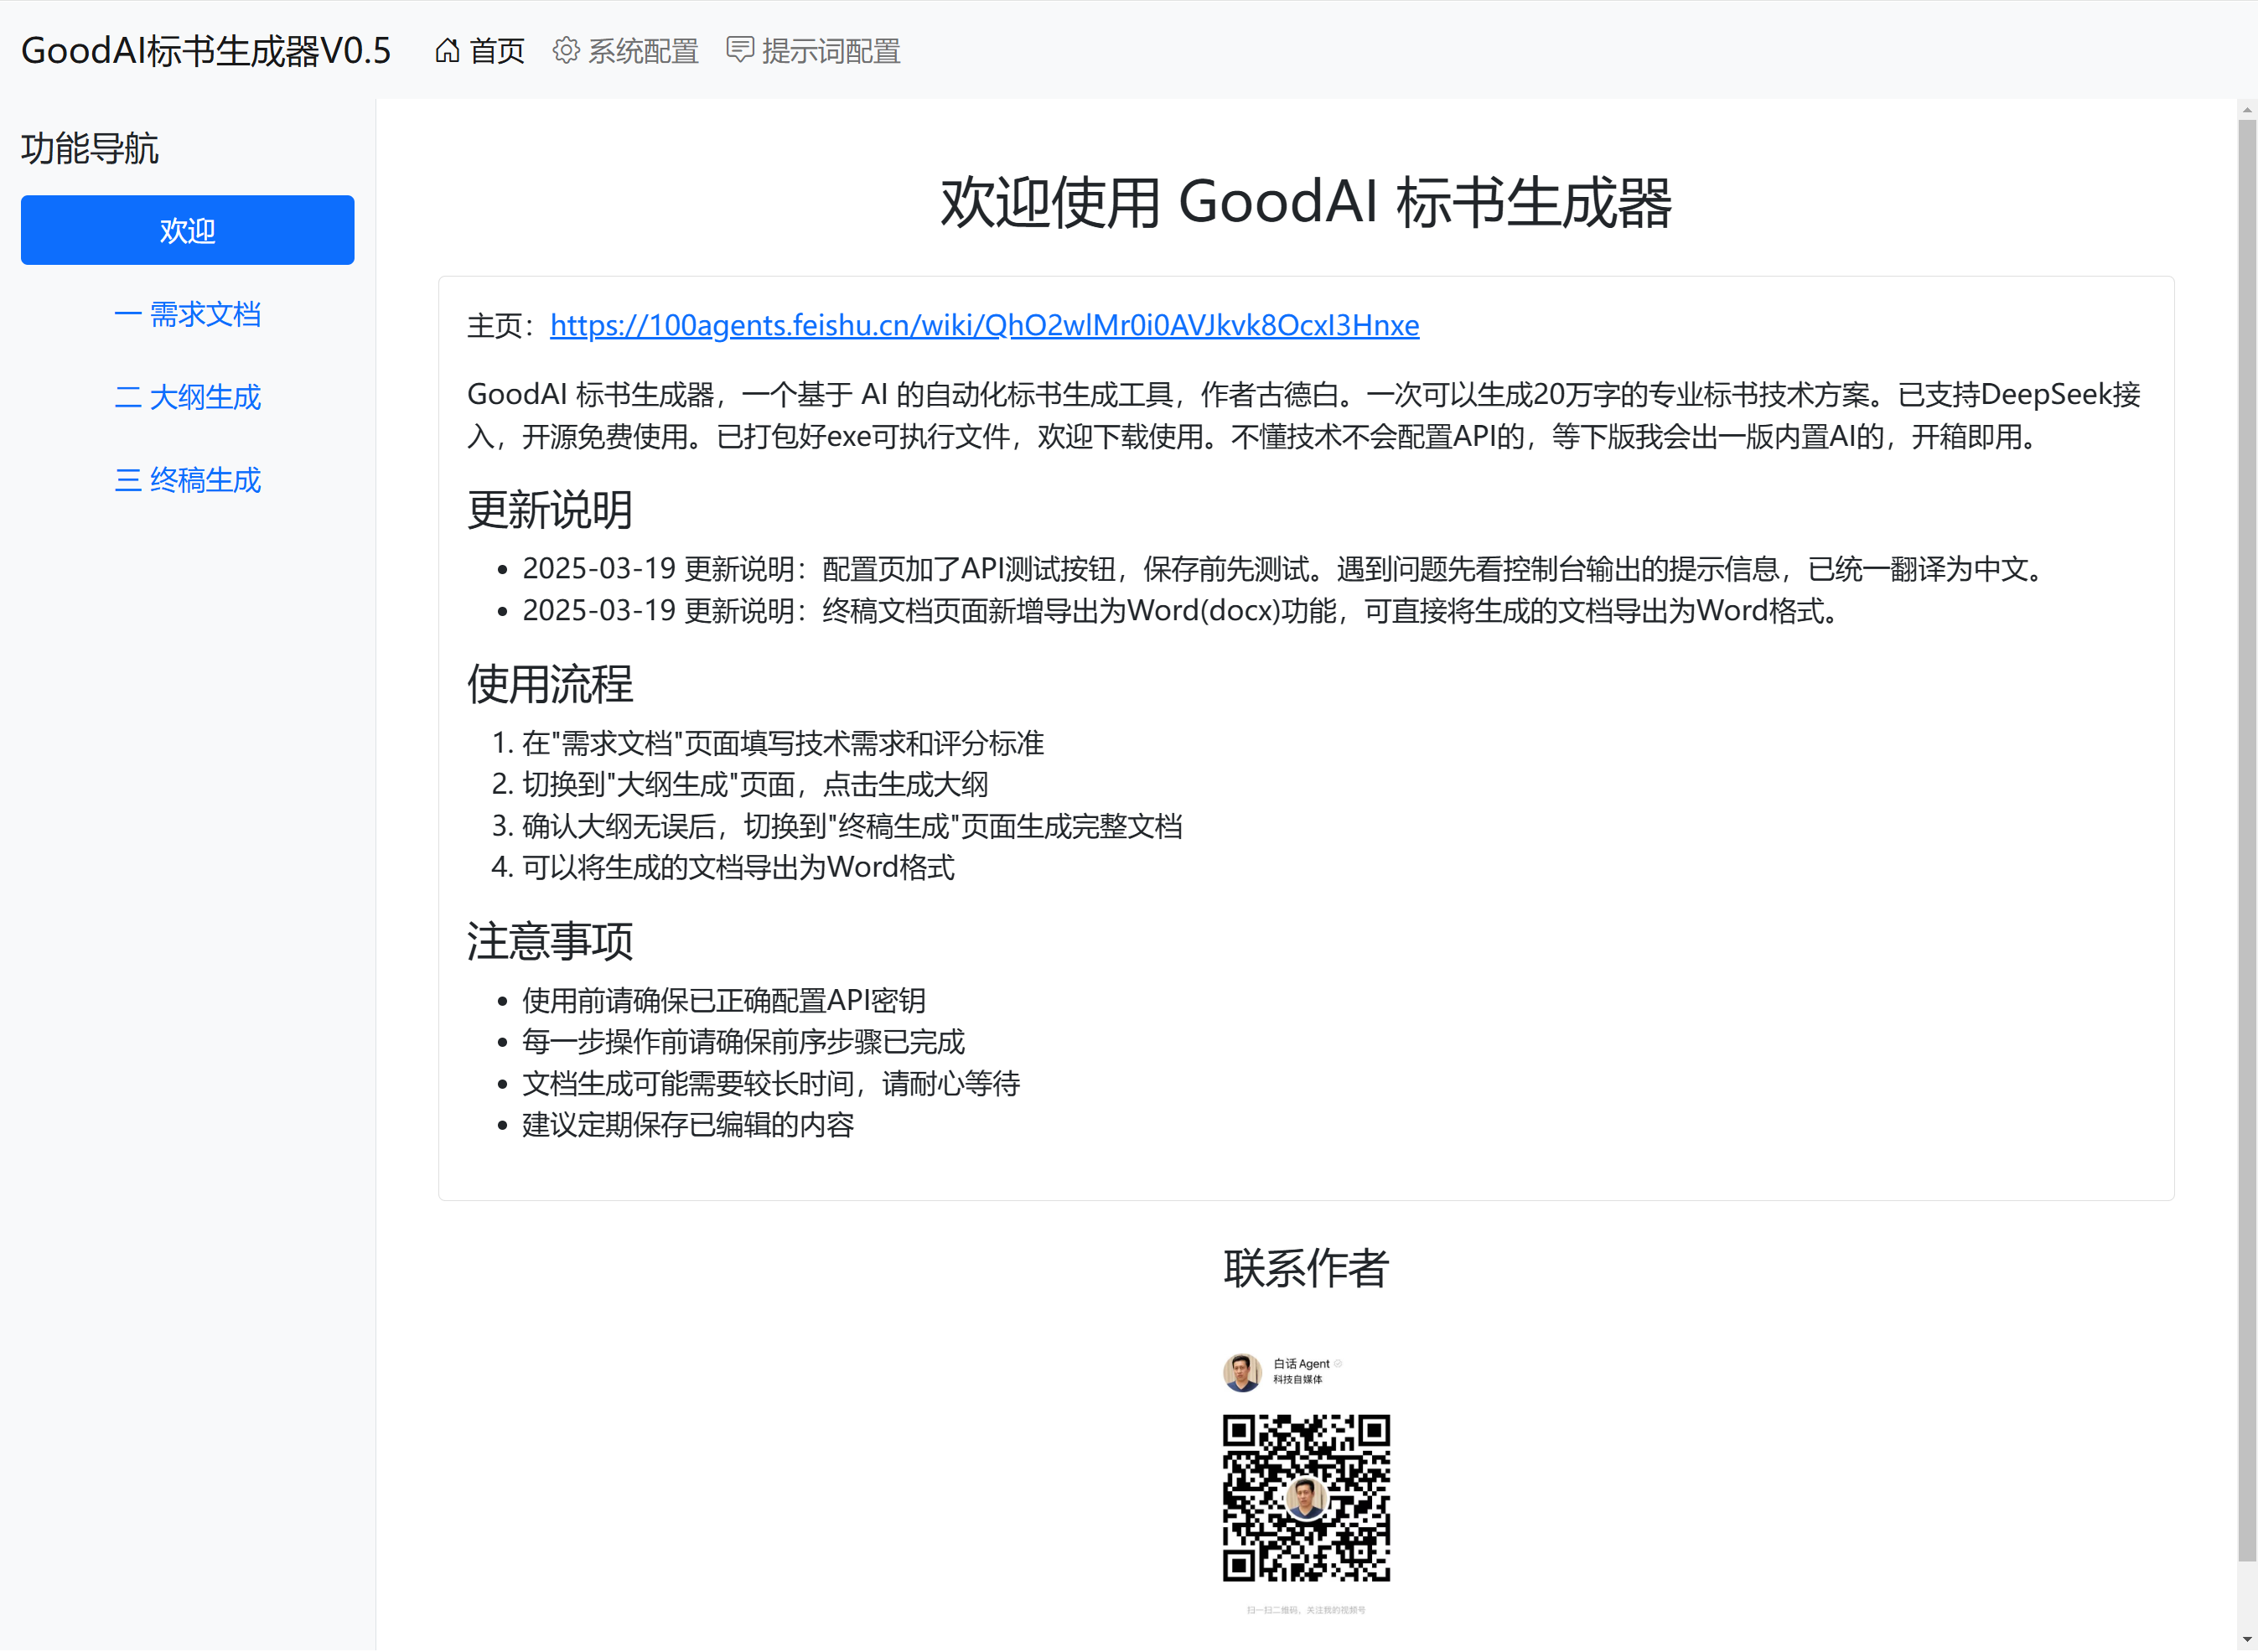 GoodAI标书生成器V0.5 首页 系统配置 提示词配置
功能导航
欢迎
一 需求文档
二 大纲生成
三 终稿生成
欢迎使用 GoodAI 标书生成器
主页：https://100agents.feishu.cn/wiki/QhO2wlMr0i0AVJkvk8OcxI3Hnxe
GoodAI 标书生成器，一个基于 AI 的自动化标书生成工具，作者古德白。一次可以生成20万字的专业标书技术方案。已支持DeepSeek接
入，开源免费使用。已打包好exe可执行文件，欢迎下载使用。不懂技术不会配置API的，等下版我会出一版内置AI的，开箱即用。
更新说明
• 2025-03-19 更新说明：配置页加了API测试按钮，保存前先测试。遇到问题先看控制台输出的提示信息，已统一翻译为中文。
• 2025-03-19 更新说明：终稿文档页面新增导出为Word(docx)功能，可直接将生成的文档导出为Word格式。
使用流程
1. 在"需求文档"页面填写技术需求和评分标准
2. 切换到"大纲生成"页面，点击生成大纲
3. 确认大纲无误后，切换到"终稿生成"页面生成完整文档
4. 可以将生成的文档导出为Word格式
注意事项
• 使用前请确保已正确配置API密钥
• 每一步操作前请确保前序步骤已完成
• 文档生成可能需要较长时间，请耐心等待
• 建议定期保存已编辑的内容
联系作者
白话 Agent
科技自媒体
扫一扫二维码，关注我的视频号